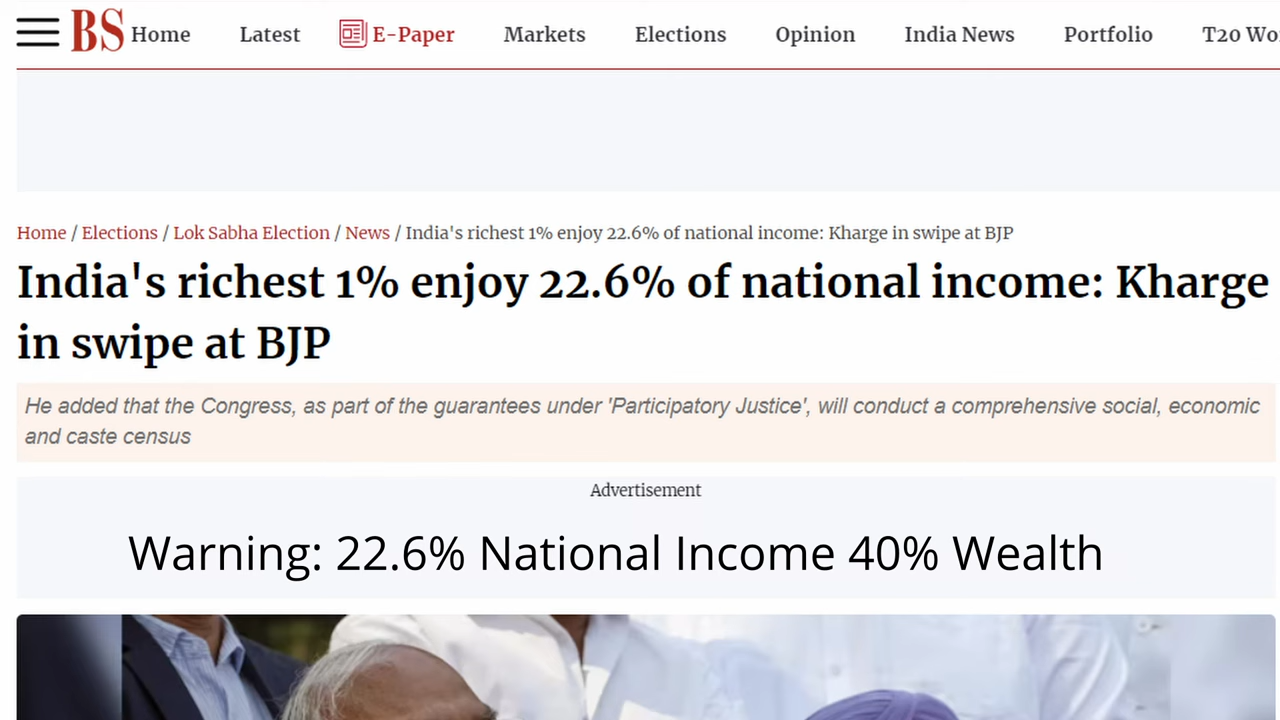 BS Home Latest E-Paper Markets Elections Opinion India News Portfolio T20 Wo
Home / Elections / Lok Sabha Election / News / India's richest 1% enjoy 22.6% of national income: Kharge in swipe at BJP
India's richest 1% enjoy 22.6% of national income: Kharge
in swipe at BJP
He added that the Congress, as part of the guarantees under 'Participatory Justice', will conduct a comprehensive social, economic
and caste census
Advertisement
Warning: 22.6% National Income 40% Wealth